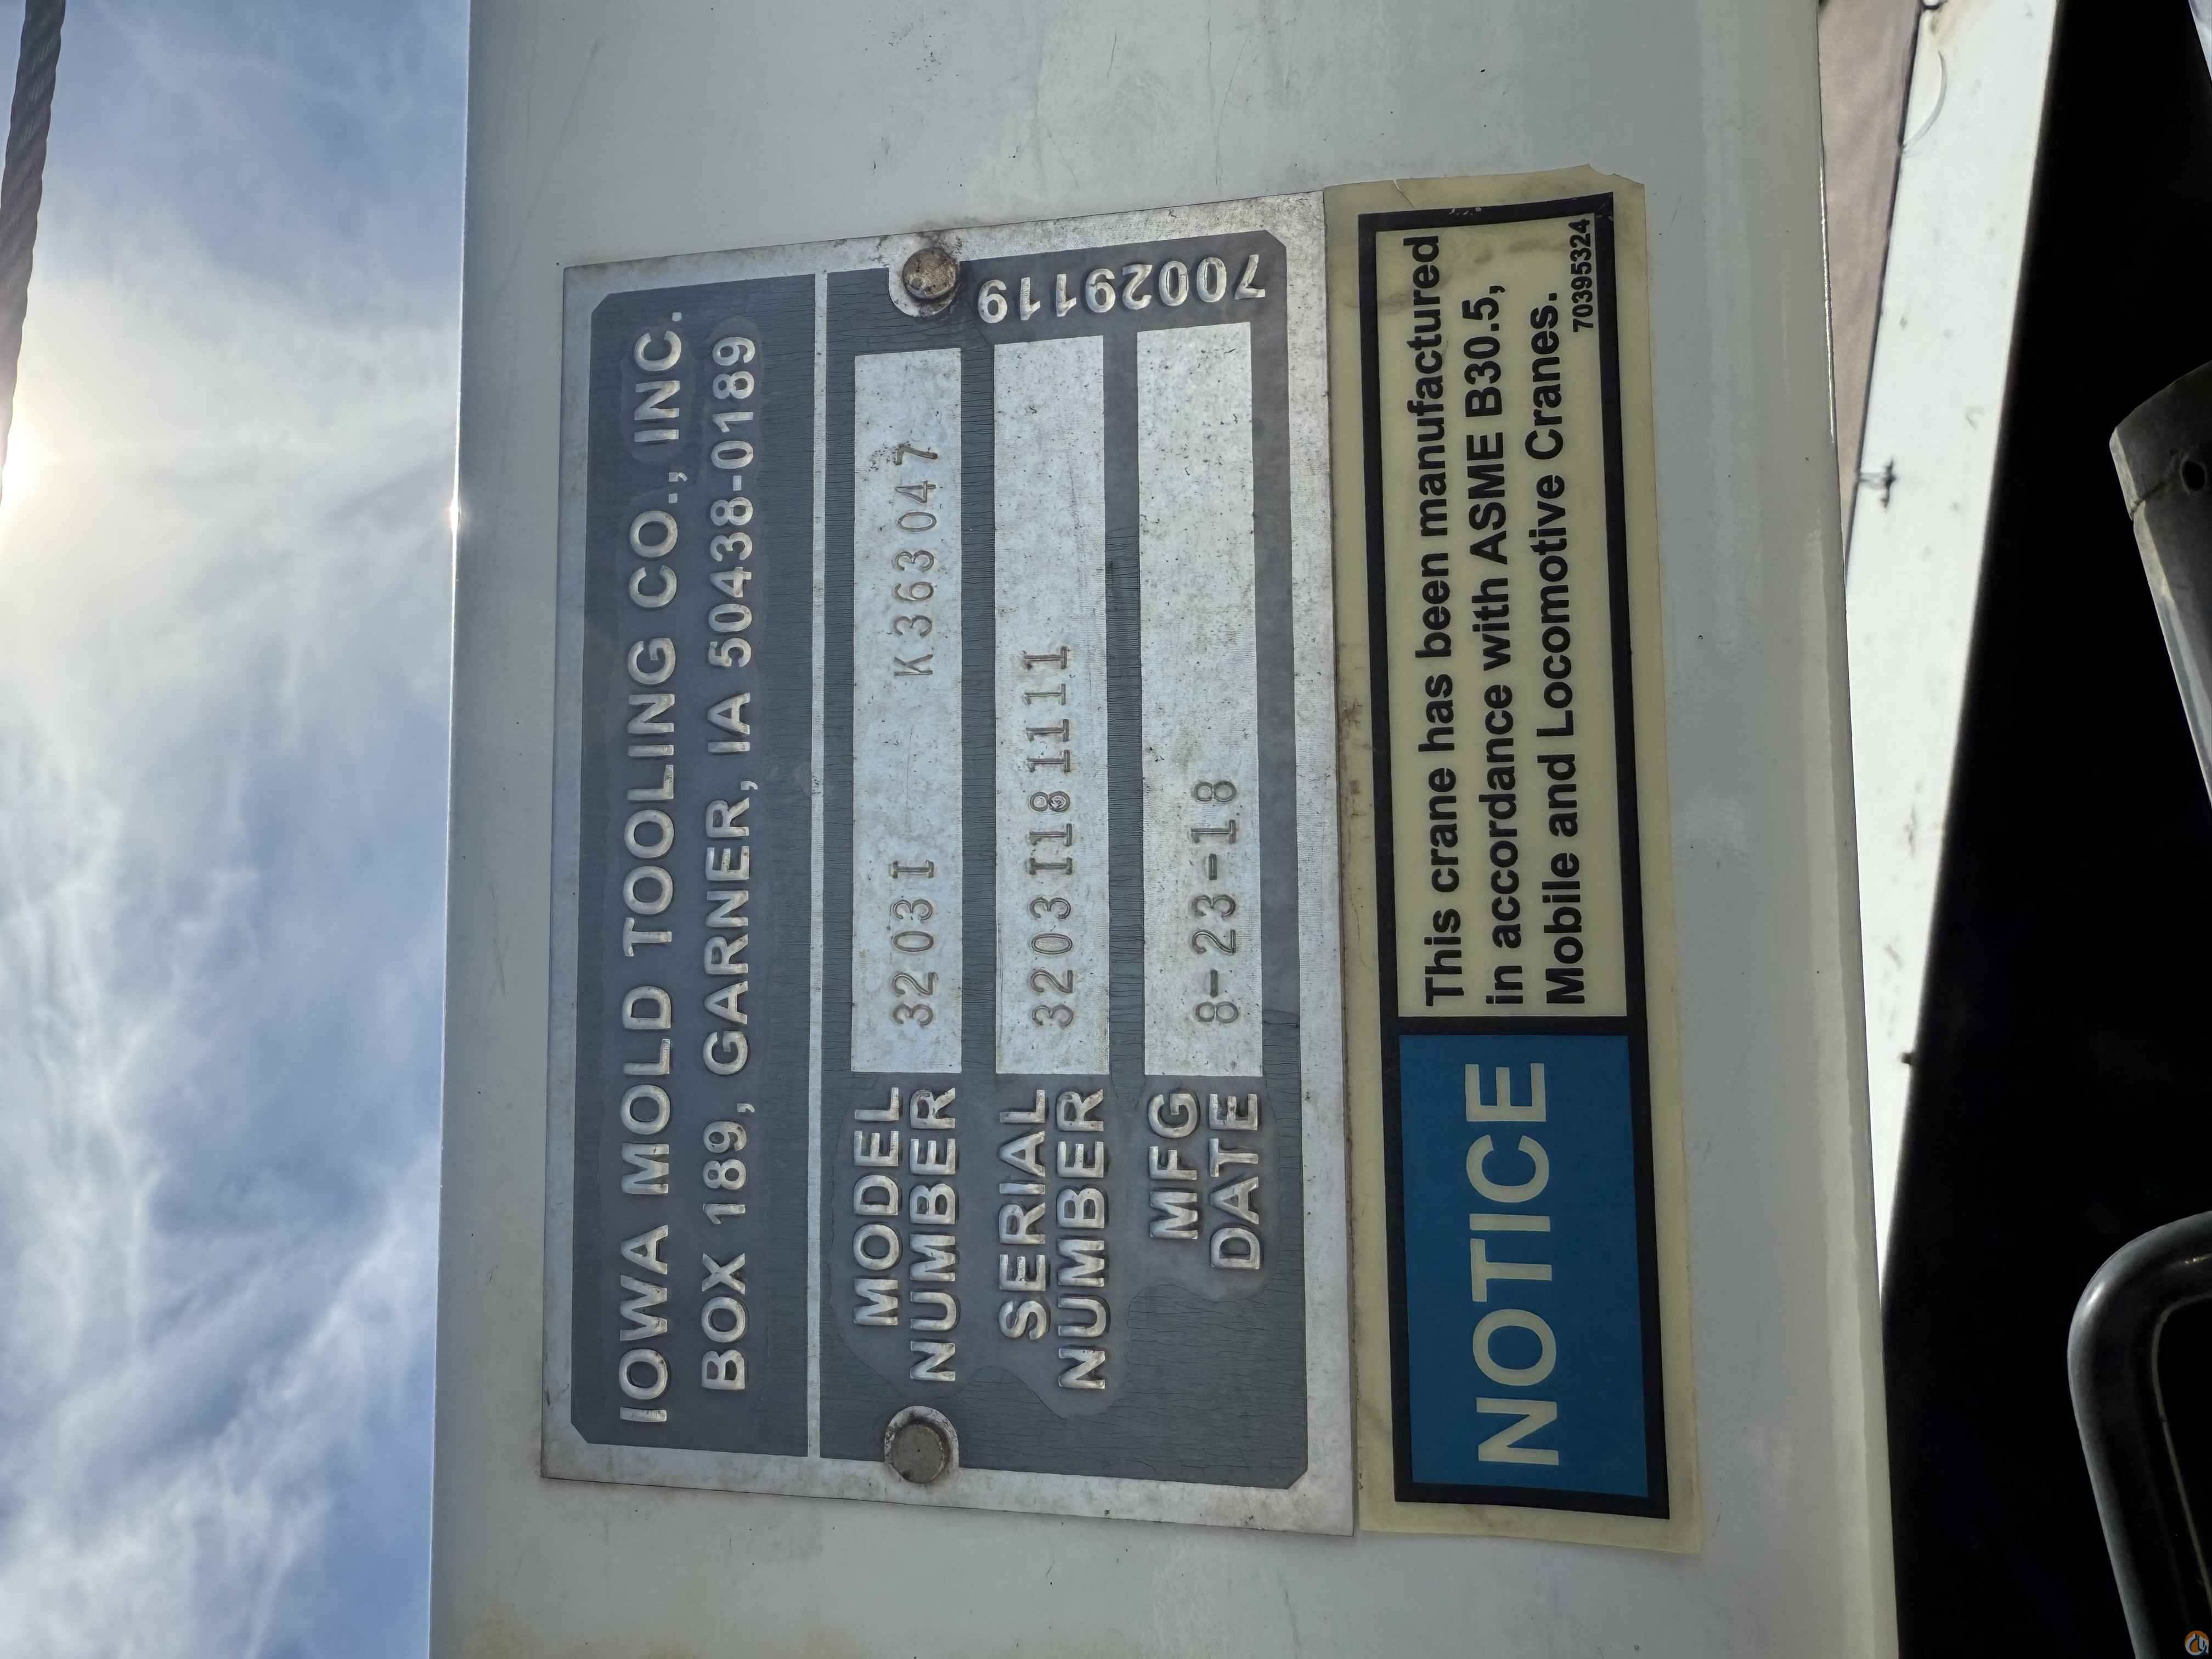 IOWA MOLD TOOLING CO., INC.
BOX 189, GARNER, IA 50438-0189
MODEL NUMBER 3203I K363047
SERIAL NUMBER 3203I181111
MFG DATE 8-23-18
70029119
NOTICE
This crane has been manufactured
in accordance with ASME B30.5,
Mobile and Locomotive Cranes.
70395324